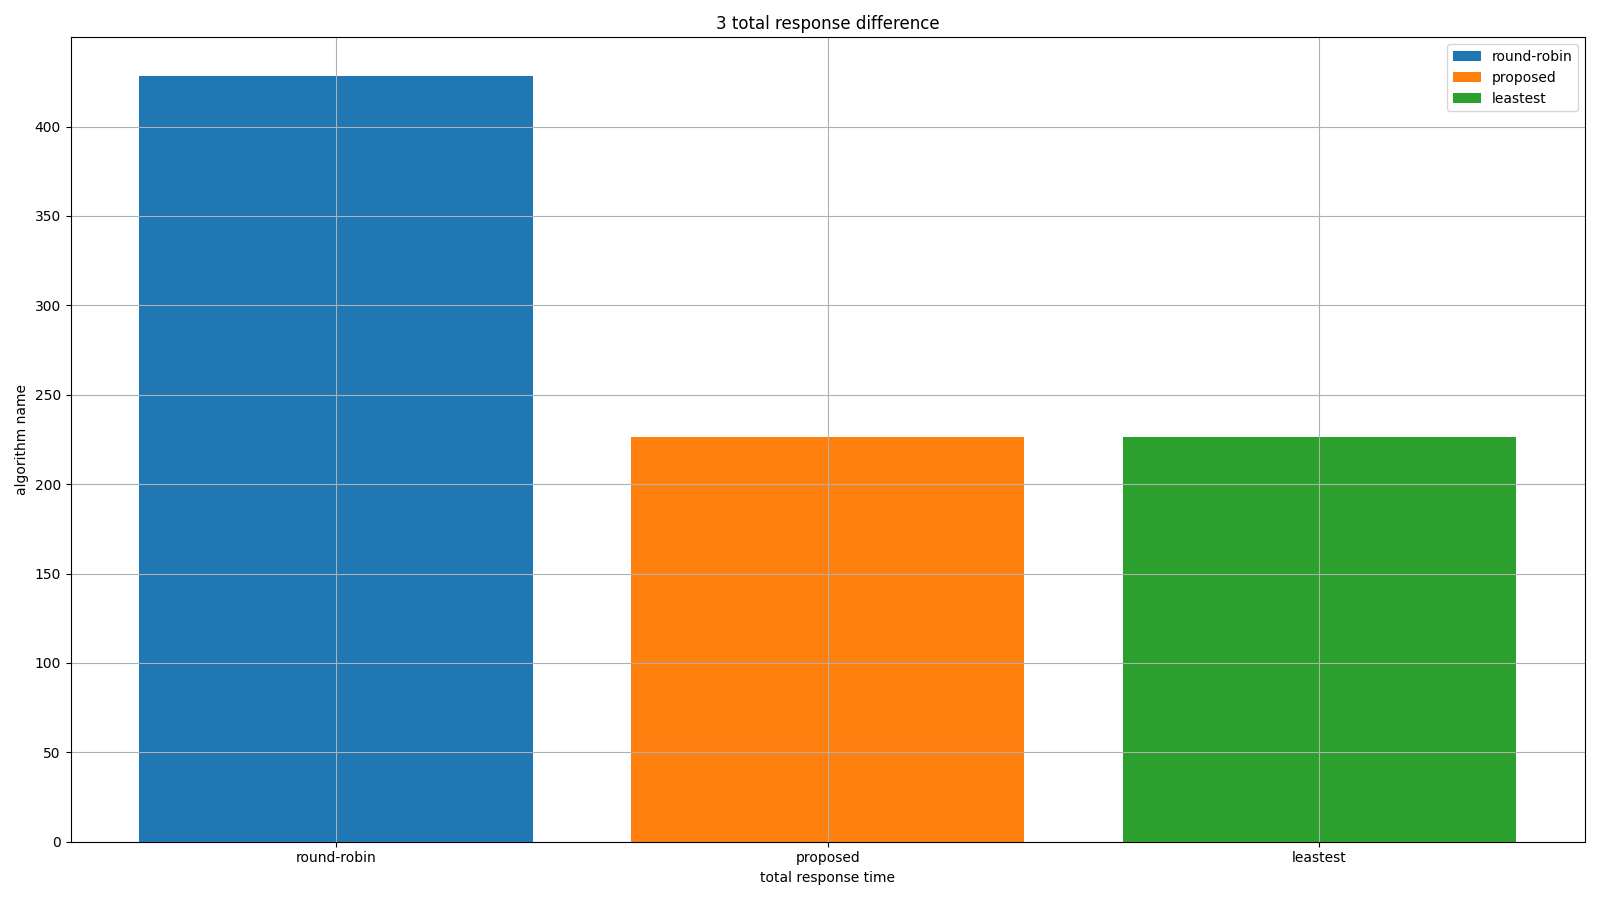 3 total response difference
round-robin
proposed
leastest
algorithm name
400
350
300
250
200
150
100
50
0
round-robin
proposed
leastest
total response time